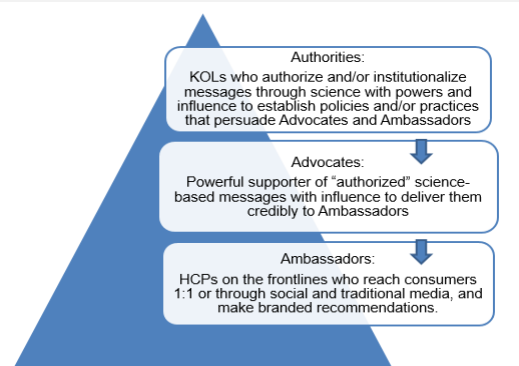 Authorities:
KOLs who authorize and/or institutionalize
messages through science with powers and
influence to establish policies and/or practices
that persuade Advocates and Ambassadors
Advocates:
Powerful supporter of “authorized” science-
based messages with influence to deliver them
credibly to Ambassadors
Ambassadors:
HCPs on the frontlines who reach consumers
1:1 or through social and traditional media, and
make branded recommendations.